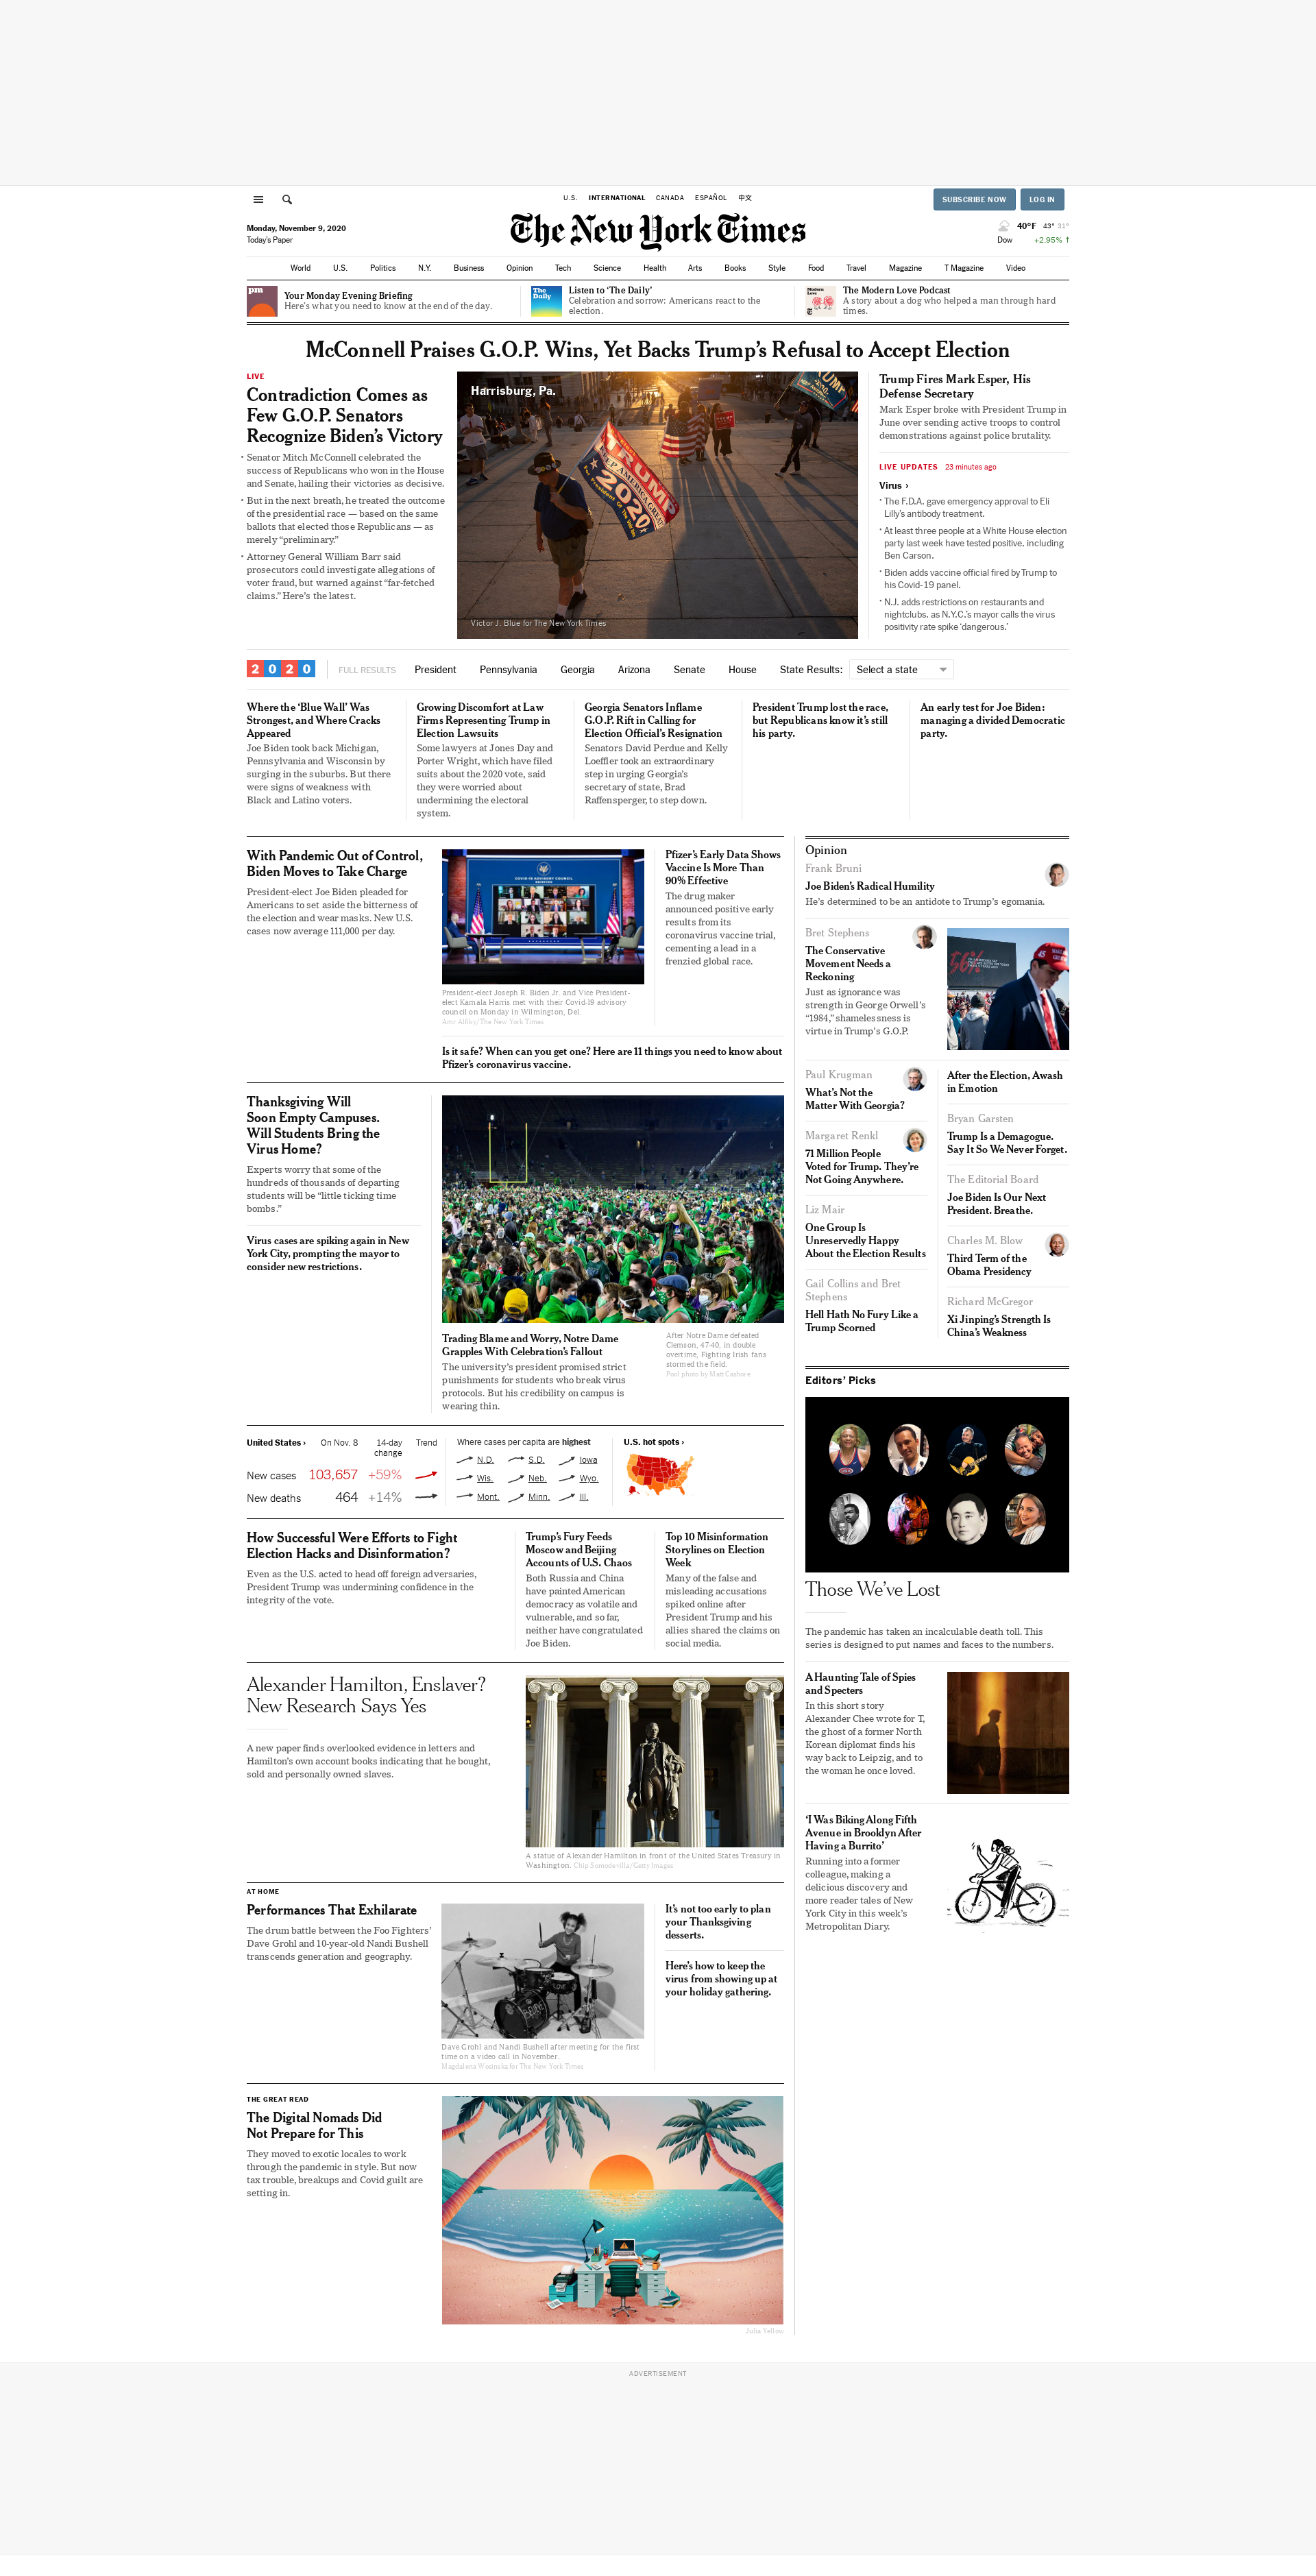 U.S. INTERNATIONAL CANADA ESPAÑOL 中文
SUBSCRIBE NOW LOG IN
Monday, November 9, 2020
Today's Paper
The New York Times
40°F 43° 31°
Dow +2.95% ↑
World U.S. Politics N.Y. Business Opinion Tech Science Health Arts Books Style Food Travel Magazine T Magazine Video
pm
Your Monday Evening Briefing
Here's what you need to know at the end of the day.
The Daily
Listen to 'The Daily'
Celebration and sorrow: Americans react to the
election.
Modern Love
The Modern Love Podcast
A story about a dog who helped a man through hard
times.
McConnell Praises G.O.P. Wins, Yet Backs Trump's Refusal to Accept Election
LIVE
Contradiction Comes as
Few G.O.P. Senators
Recognize Biden's Victory
• Senator Mitch McConnell celebrated the
success of Republicans who won in the House
and Senate, hailing their victories as decisive.
• But in the next breath, he treated the outcome
of the presidential race — based on the same
ballots that elected those Republicans — as
merely "preliminary."
• Attorney General William Barr said
prosecutors could investigate allegations of
voter fraud, but warned against "far-fetched
claims." Here's the latest.
Harrisburg, Pa.
TRUMP
KEEP AMERICA GREAT!
TRUMP
2020
For President Of The United States
Victor J. Blue for The New York Times
Trump Fires Mark Esper, His
Defense Secretary
Mark Esper broke with President Trump in
June over sending active troops to control
demonstrations against police brutality.
LIVE UPDATES 23 minutes ago
Virus ›
• The F.D.A. gave emergency approval to Eli
Lilly's antibody treatment.
• At least three people at a White House election
party last week have tested positive, including
Ben Carson.
• Biden adds vaccine official fired by Trump to
his Covid-19 panel.
• N.J. adds restrictions on restaurants and
nightclubs, as N.Y.C.'s mayor calls the virus
positivity rate spike 'dangerous.'
2020 FULL RESULTS President Pennsylvania Georgia Arizona Senate House State Results: Select a state
Where the 'Blue Wall' Was
Strongest, and Where Cracks
Appeared
Joe Biden took back Michigan,
Pennsylvania and Wisconsin by
surging in the suburbs. But there
were signs of weakness with
Black and Latino voters.
Growing Discomfort at Law
Firms Representing Trump in
Election Lawsuits
Some lawyers at Jones Day and
Porter Wright, which have filed
suits about the 2020 vote, said
they were worried about
undermining the electoral
system.
Georgia Senators Inflame
G.O.P. Rift in Calling for
Election Official's Resignation
Senators David Perdue and Kelly
Loeffler took an extraordinary
step in urging Georgia's
secretary of state, Brad
Raffensperger, to step down.
President Trump lost the race,
but Republicans know it's still
his party.
An early test for Joe Biden:
managing a divided Democratic
party.
With Pandemic Out of Control,
Biden Moves to Take Charge
President-elect Joe Biden pleaded for
Americans to set aside the bitterness of
the election and wear masks. New U.S.
cases now average 111,000 per day.
COVID-19 ADVISORY COUNCIL
BRIEFING
President-elect Joseph R. Biden Jr. and Vice President-
elect Kamala Harris met with their Covid-19 advisory
council on Monday in Wilmington, Del.
Amr Alfiky/The New York Times
Pfizer's Early Data Shows
Vaccine Is More Than
90% Effective
The drug maker
announced positive early
results from its
coronavirus vaccine trial,
cementing a lead in a
frenzied global race.
Is it safe? When can you get one? Here are 11 things you need to know about
Pfizer's coronavirus vaccine.
Thanksgiving Will
Soon Empty Campuses.
Will Students Bring the
Virus Home?
Experts worry that some of the
hundreds of thousands of departing
students will be "little ticking time
bombs."
Virus cases are spiking again in New
York City, prompting the mayor to
consider new restrictions.
Trading Blame and Worry, Notre Dame
Grapples With Celebration's Fallout
The university's president promised strict
punishments for students who break virus
protocols. But his credibility on campus is
wearing thin.
After Notre Dame defeated
Clemson, 47-40, in double
overtime, Fighting Irish fans
stormed the field.
Pool photo by Matt Cashore
United States › On Nov. 8 14-day
change Trend
New cases 103,657 +59%
New deaths 464 +14%
Where cases per capita are highest
N.D. S.D. Iowa
Wis. Neb. Wyo.
Mont. Minn. Ill.
U.S. hot spots ›
How Successful Were Efforts to Fight
Election Hacks and Disinformation?
Even as the U.S. acted to head off foreign adversaries,
President Trump was undermining confidence in the
integrity of the vote.
Trump's Fury Feeds
Moscow and Beijing
Accounts of U.S. Chaos
Both Russia and China
have painted American
democracy as volatile and
vulnerable, and so far,
neither have congratulated
Joe Biden.
Top 10 Misinformation
Storylines on Election
Week
Many of the false and
misleading accusations
spiked online after
President Trump and his
allies shared the claims on
social media.
Alexander Hamilton, Enslaver?
New Research Says Yes
A new paper finds overlooked evidence in letters and
Hamilton's own account books indicating that he bought,
sold and personally owned slaves.
A statue of Alexander Hamilton in front of the United States Treasury in
Washington. Chip Somodevilla/Getty Images
AT HOME
Performances That Exhilarate
The drum battle between the Foo Fighters'
Dave Grohl and 10-year-old Nandi Bushell
transcends generation and geography.
Dave Grohl and Nandi Bushell after meeting for the first
time on a video call in November.
Magdalena Wosinska for The New York Times
It's not too early to plan
your Thanksgiving
desserts.
Here's how to keep the
virus from showing up at
your holiday gathering.
THE GREAT READ
The Digital Nomads Did
Not Prepare for This
They moved to exotic locales to work
through the pandemic in style. But now
tax trouble, breakups and Covid guilt are
setting in.
Julia Yellow
Opinion
Frank Bruni
Joe Biden's Radical Humility
He's determined to be an antidote to Trump's egomania.
Bret Stephens
The Conservative
Movement Needs a
Reckoning
Just as ignorance was
strength in George Orwell's
"1984," shamelessness is
virtue in Trump's G.O.P.
56%
45
Paul Krugman
What's Not the
Matter With Georgia?
Margaret Renkl
71 Million People
Voted for Trump. They're
Not Going Anywhere.
Liz Mair
One Group Is
Unreservedly Happy
About the Election Results
Gail Collins and Bret
Stephens
Hell Hath No Fury Like a
Trump Scorned
After the Election, Awash
in Emotion
Bryan Garsten
Trump Is a Demagogue.
Say It So We Never Forget.
The Editorial Board
Joe Biden Is Our Next
President. Breathe.
Charles M. Blow
Third Term of the
Obama Presidency
Richard McGregor
Xi Jinping's Strength Is
China's Weakness
Editors' Picks
Those We've Lost
The pandemic has taken an incalculable death toll. This
series is designed to put names and faces to the numbers.
A Haunting Tale of Spies
and Specters
In this short story
Alexander Chee wrote for T,
the ghost of a former North
Korean diplomat finds his
way back to Leipzig, and to
the woman he once loved.
'I Was Biking Along Fifth
Avenue in Brooklyn After
Having a Burrito'
Running into a former
colleague, making a
delicious discovery and
more reader tales of New
York City in this week's
Metropolitan Diary.
ADVERTISEMENT